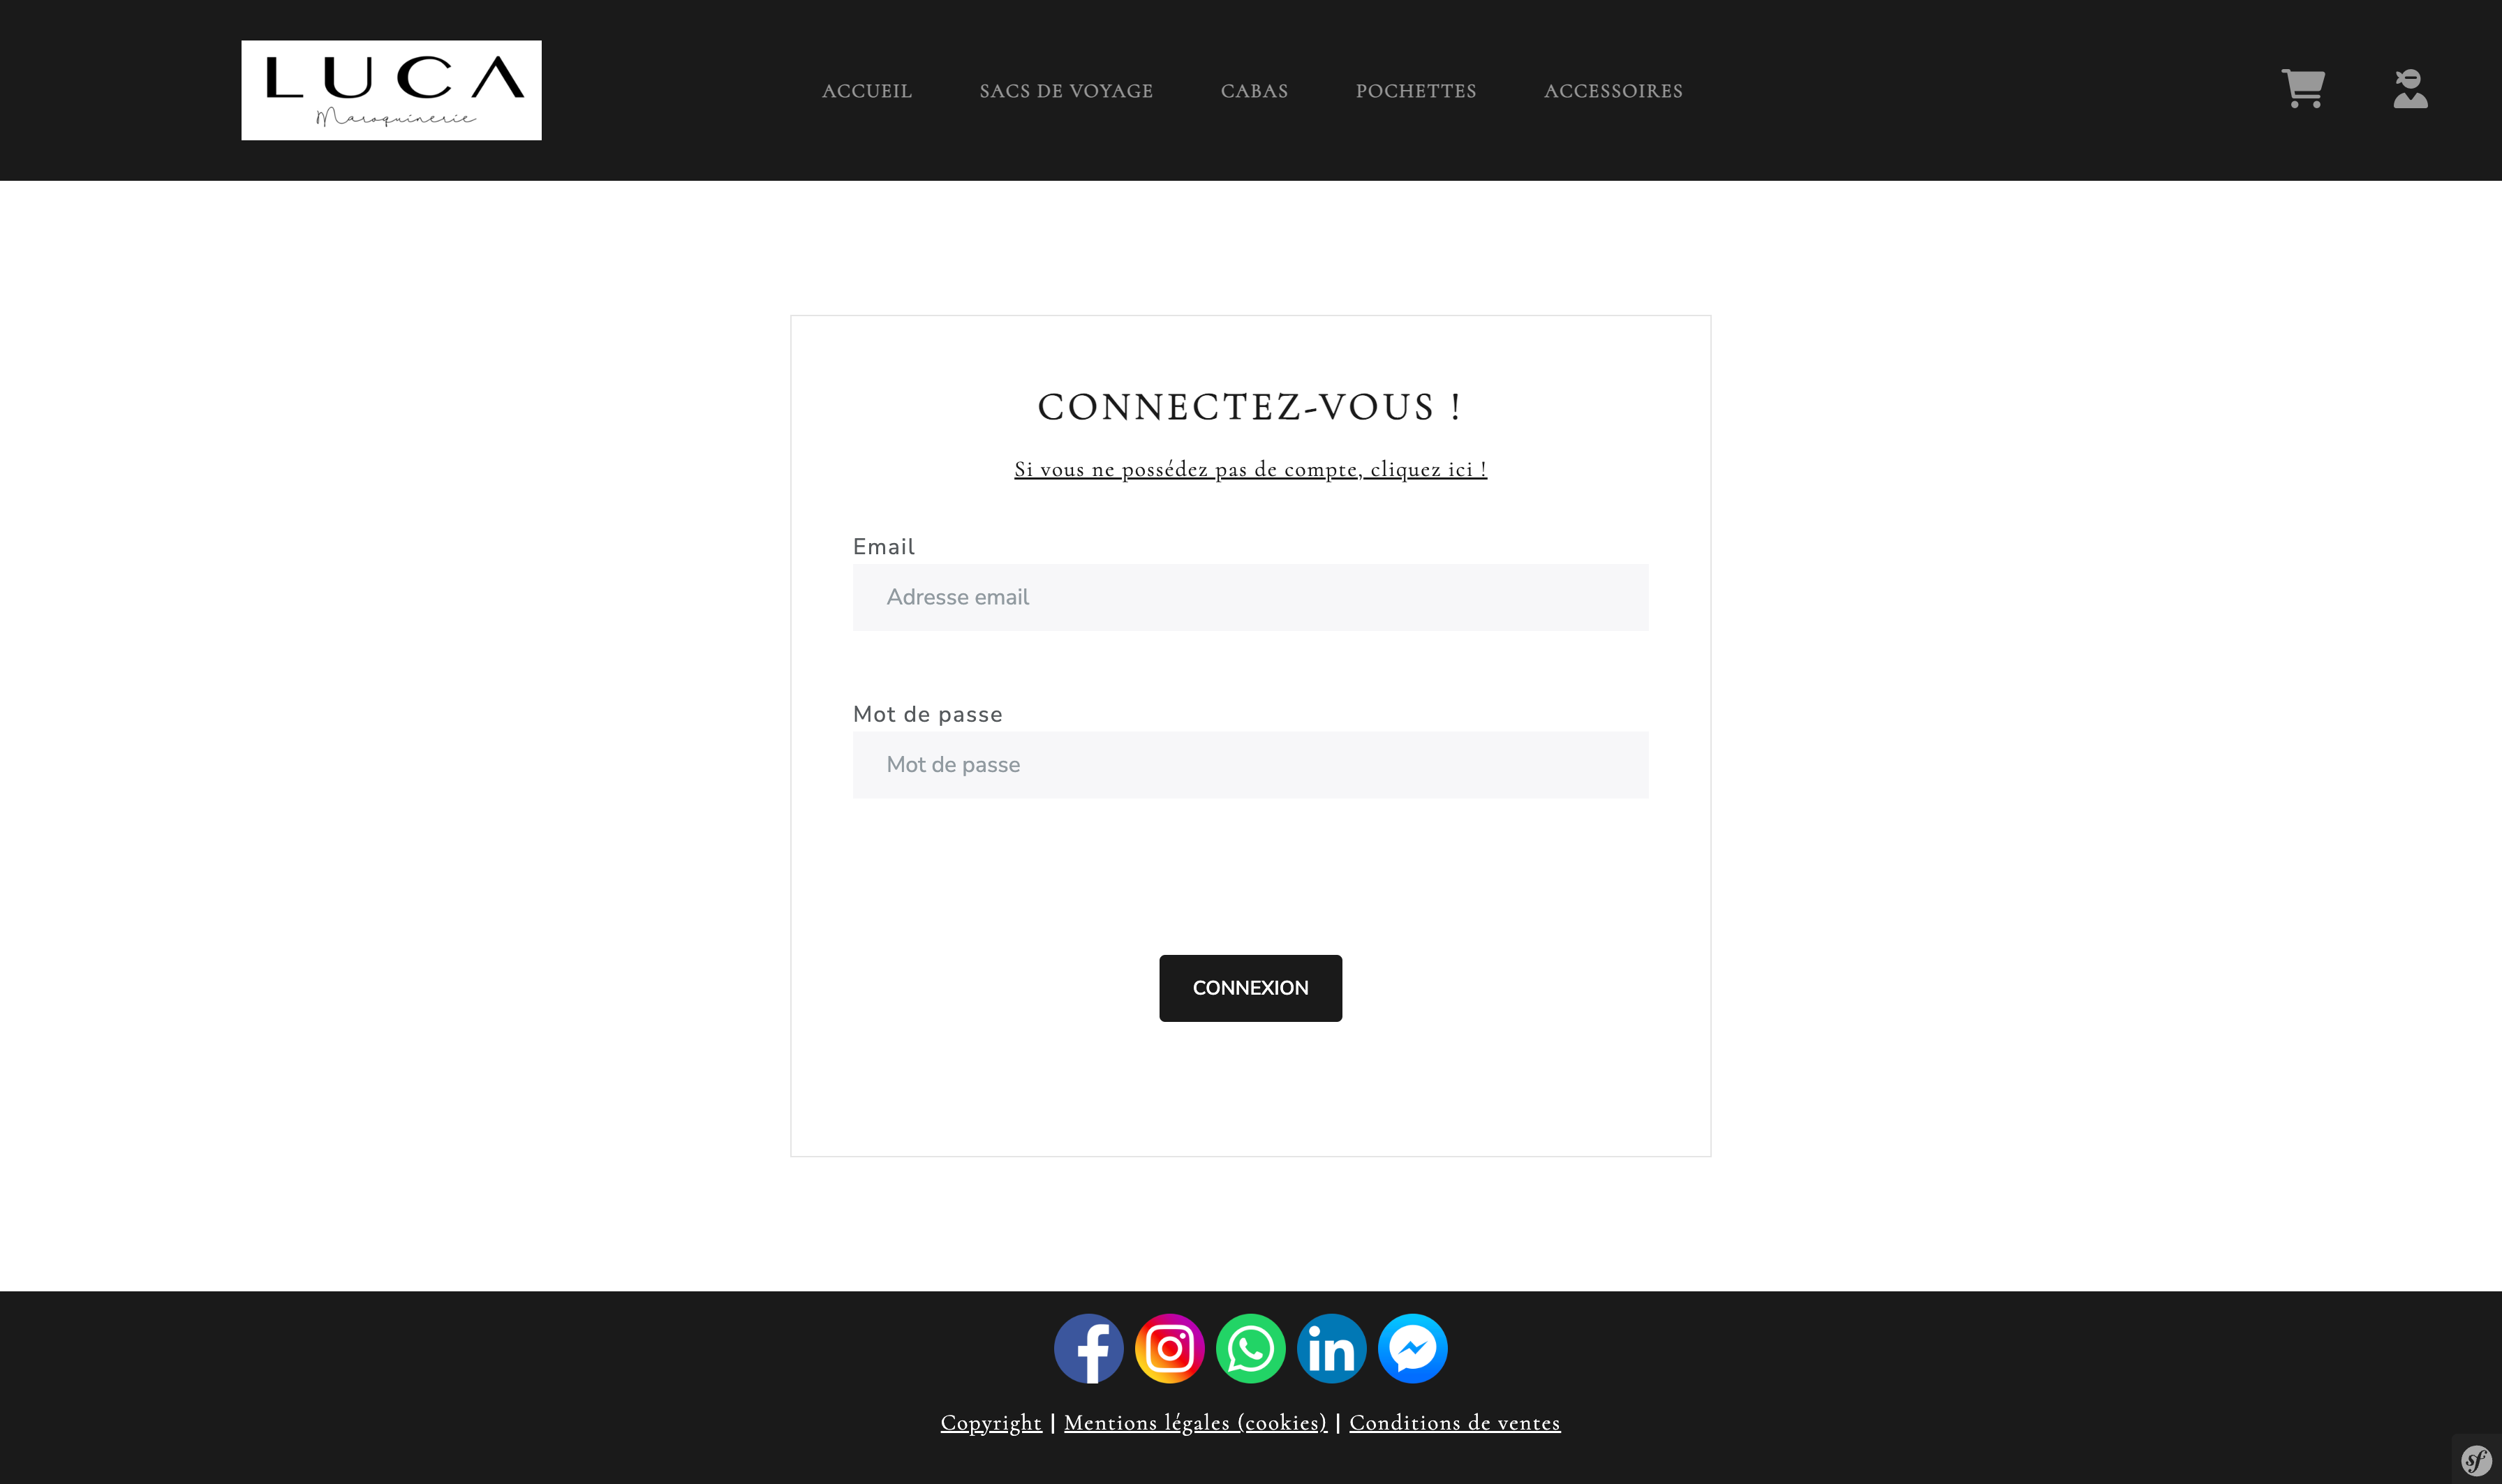 LUCA
Maroquinerie
ACCUEIL SACS DE VOYAGE CABAS POCHETTES ACCESSOIRES
CONNECTEZ-VOUS !
Si vous ne possédez pas de compte, cliquez ici !
Email
Adresse email
Mot de passe
Mot de passe
CONNEXION
Copyright | Mentions légales (cookies) | Conditions de ventes